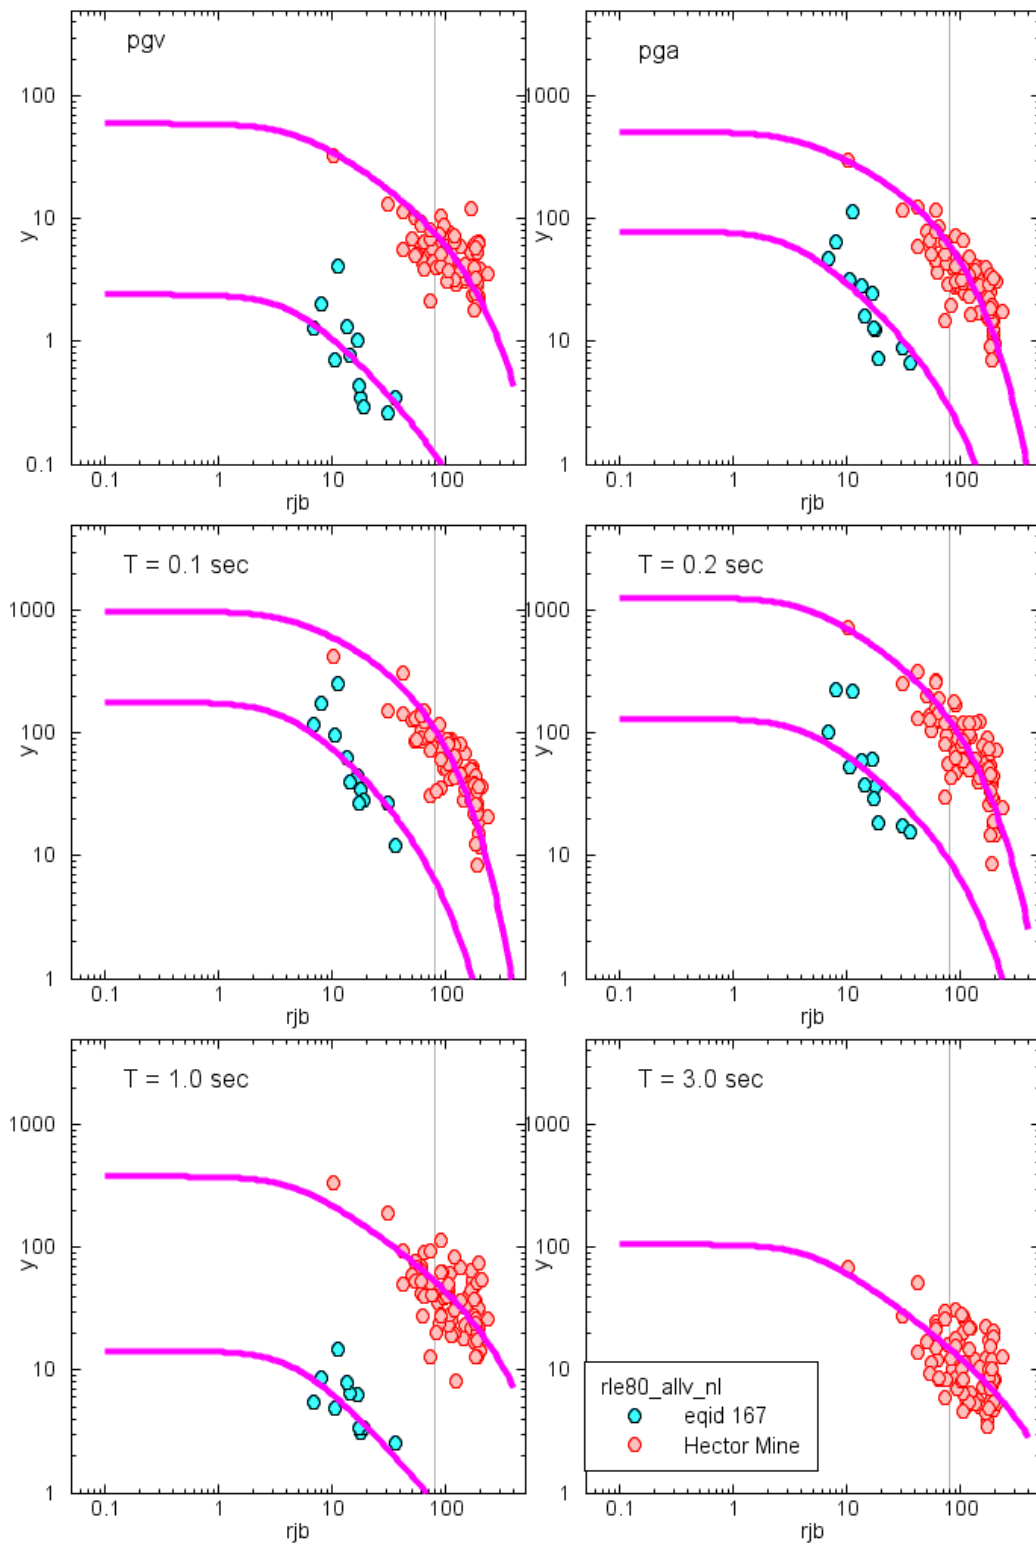 pgv
100
10
1
0.1
y
0.1 1 10 100
rjb
pga
1000
100
10
1
y
0.1 1 10 100
rjb
T = 0.1 sec
1000
100
10
1
y
0.1 1 10 100
rjb
T = 0.2 sec
1000
100
10
1
y
0.1 1 10 100
rjb
T = 1.0 sec
1000
100
10
1
y
0.1 1 10 100
rjb
T = 3.0 sec
1000
100
10
1
y
rle80_allv_nl
eqid 167
Hector Mine
0.1 1 10 100
rjb